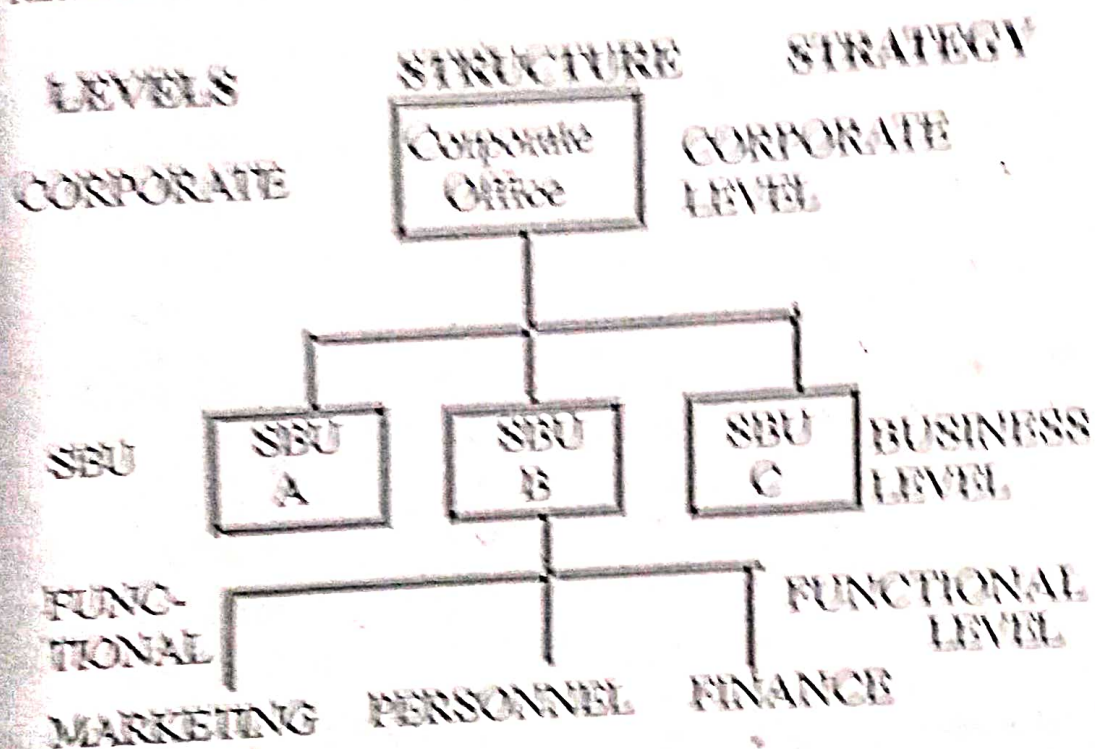 LEVELS STRUCTURE STRATEGY
CORPORATE
Corporate
Office
CORPORATE
LEVEL
SBU
SBU
A
SBU
B
SBU
C
BUSINESS
LEVEL
FUNC-
TIONAL
FUNCTIONAL
LEVEL
MARKETING PERSONNEL FINANCE